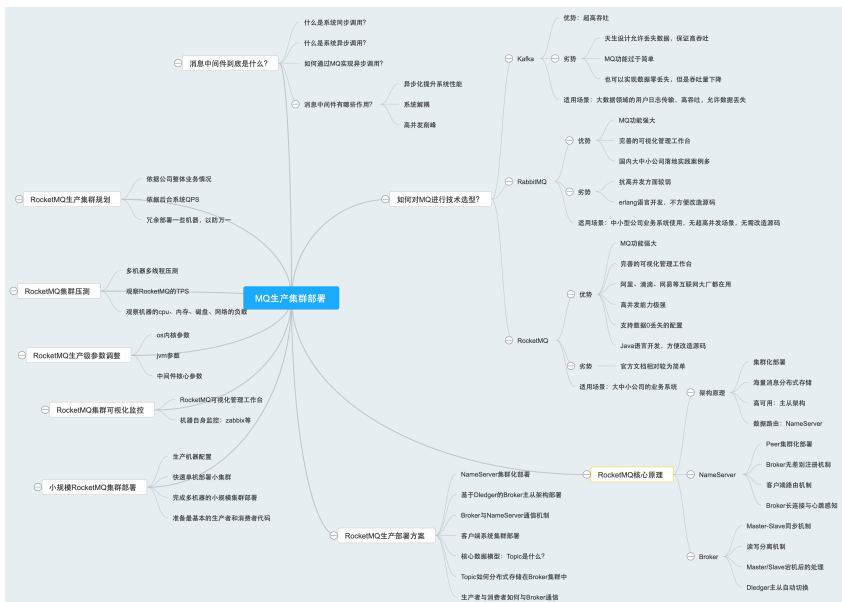 MQ生产集群部署
消息中间件到底是什么?
什么是系统同步调用?
什么是系统异步调用?
如何通过MQ实现异步调用?
消息中间件有哪些作用?
异步化提升系统性能
系统解耦
高并发削峰
RocketMQ生产集群规划
依据公司整体业务情况
依据后台系统QPS
冗余部署一些机器，以防万一
RocketMQ集群压测
多机器多线程压测
观察RocketMQ的TPS
观察机器的cpu、内存、磁盘、网络的负载
RocketMQ生产级参数调整
os内核参数
jvm参数
中间件核心参数
RocketMQ集群可视化监控
RocketMQ可视化管理工作台
机器自身监控：zabbix等
小规模RocketMQ集群部署
生产机器配置
快速单机部署小集群
完成多机器的小规模集群部署
准备最基本的生产者和消费者代码
如何对MQ进行技术选型?
Kafka
优势：超高吞吐
劣势
天生设计允许丢失数据，保证高吞吐
MQ功能过于简单
也可以实现数据零丢失，但是吞吐量下降
适用场景：大数据领域的用户日志传输，高吞吐，允许数据丢失
RabbitMQ
优势
MQ功能强大
完善的可视化管理工作台
国内大中小公司落地实践案例多
劣势
抗高并发方面较弱
erlang语言开发，不方便改造源码
适用场景：中小型公司业务系统使用，无超高并发场景，无需改造源码
RocketMQ
优势
MQ功能强大
完善的可视化管理工作台
阿里、滴滴、网易等互联网大厂都在用
高并发能力极强
支持数据0丢失的配置
Java语言开发，方便改造源码
劣势
官方文档相对较为简单
适用场景：大中小公司的业务系统
RocketMQ核心原理
架构原理
集群化部署
海量消息分布式存储
高可用：主从架构
数据路由：NameServer
NameServer
Peer集群化部署
Broker无差别注册机制
客户端路由机制
Broker长连接与心跳感知
Broker
Master-Slave同步机制
读写分离机制
Master/Slave宕机后的处理
Dledger主从自动切换
RocketMQ生产部署方案
NameServer集群化部署
基于Dledger的Broker主从架构部署
Broker与NameServer通信机制
客户端系统集群部署
核心数据模型：Topic是什么?
Topic如何分布式存储在Broker集群中
生产者与消费者如何与Broker通信